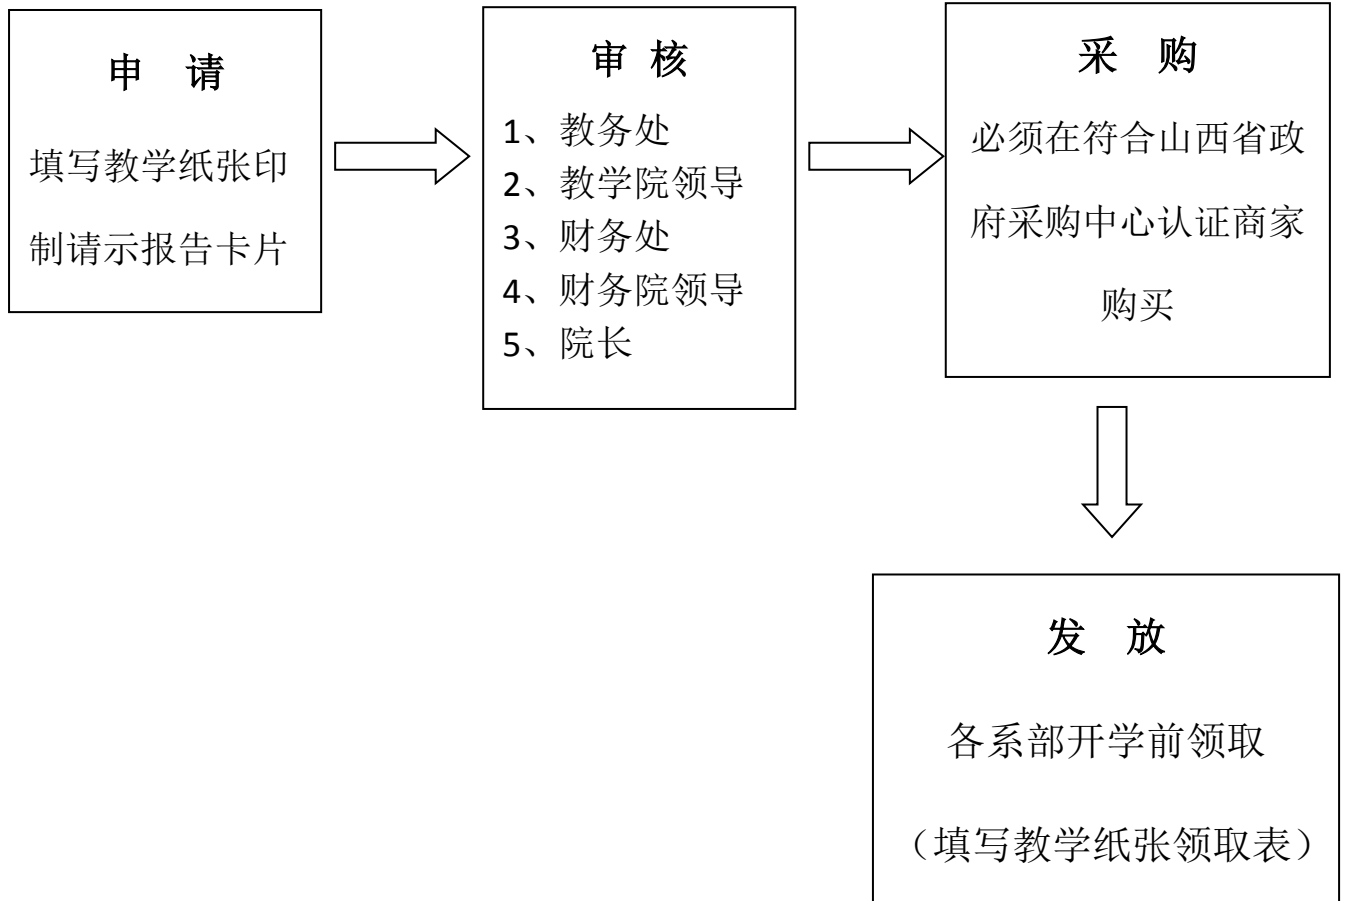 申 请
填写教学纸张印
制请示报告卡片
审 核
1、教务处
2、教学院领导
3、财务处
4、财务院领导
5、院长
采 购
必须在符合山西省政
府采购中心认证商家
购买
发 放
各系部开学前领取
（填写教学纸张领取表）